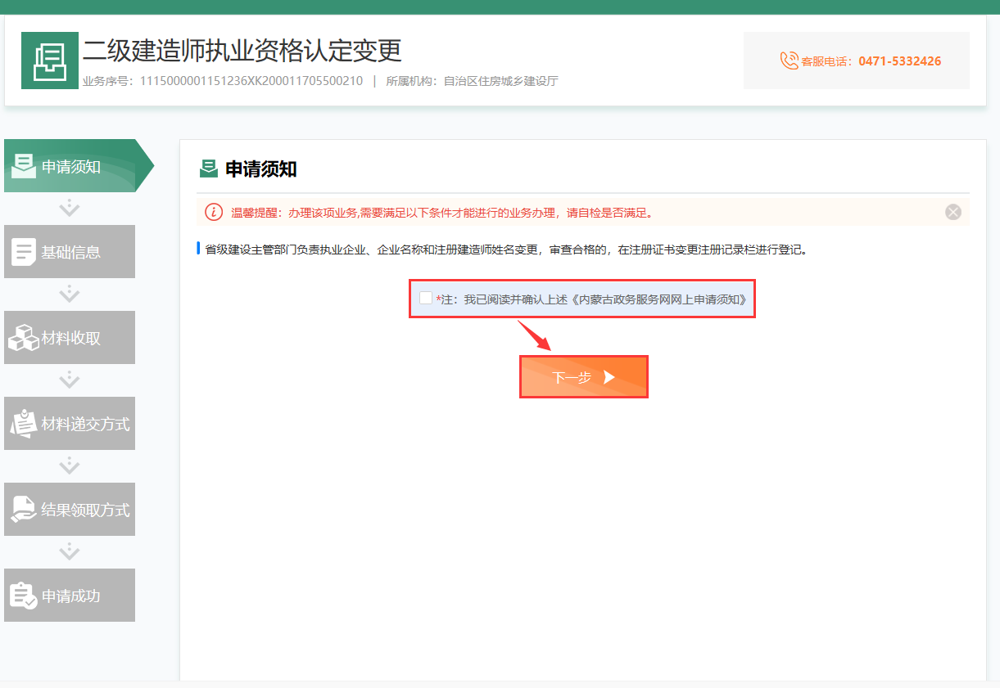 二级建造师执业资格认定变更
业务序号：1115000001151236XK200011705500210 | 所属机构：自治区住房城乡建设厅
客服电话：0471-5332426
申请须知
基础信息
材料收取
材料递交方式
结果领取方式
申请成功
申请须知
温馨提醒：办理该项业务,需要满足以下条件才能进行的业务办理，请自检是否满足。
省级建设主管部门负责执业企业、企业名称和注册建造师姓名变更，审查合格的，在注册证书变更注册记录栏进行登记。
*注：我已阅读并确认上述《内蒙古政务服务网网上申请须知》
下一步